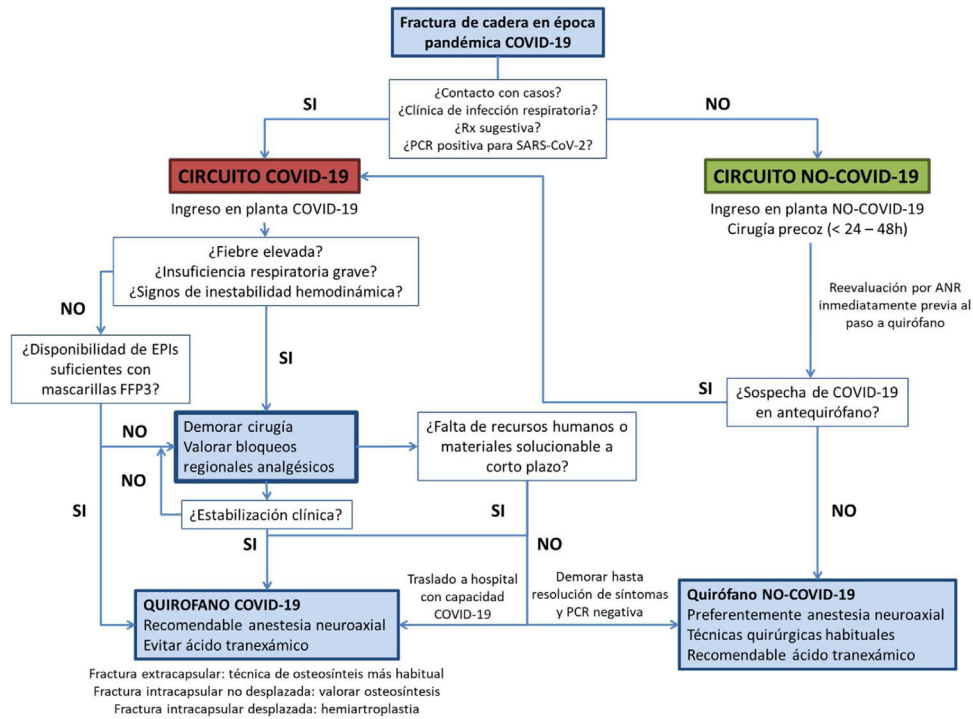 Fractura de cadera en época
pandémica COVID-19
¿Contacto con casos?
¿Clínica de infección respiratoria?
¿Rx sugestiva?
¿PCR positiva para SARS-CoV-2?
SI
NO
CIRCUITO COVID-19
CIRCUITO NO-COVID-19
Ingreso en planta COVID-19
Ingreso en planta NO-COVID-19
Cirugía precoz (< 24 – 48h)
¿Fiebre elevada?
¿Insuficiencia respiratoria grave?
¿Signos de inestabilidad hemodinámica?
Reevaluación por ANR
inmediatamente previa al
paso a quirófano
NO
SI
¿Disponibilidad de EPIs
suficientes con
mascarillas FFP3?
SI
¿Sospecha de COVID-19
en antequirófano?
NO
Demorar cirugía
Valorar bloqueos
regionales analgésicos
¿Falta de recursos humanos o
materiales solucionable a
corto plazo?
NO
SI
¿Estabilización clínica?
SI
NO
SI
NO
Traslado a hospital
con capacidad
COVID-19
Demorar hasta
resolución de síntomas
y PCR negativa
QUIROFANO COVID-19
Recomendable anestesia neuroaxial
Evitar ácido tranexámico
Quirófano NO-COVID-19
Preferentemente anestesia neuroaxial
Técnicas quirúrgicas habituales
Recomendable ácido tranexámico
Fractura extracapsular: técnica de osteosínteis más habitual
Fractura intracapsular no desplazada: valorar osteosíntesis
Fractura intracapsular desplazada: hemiartroplastia